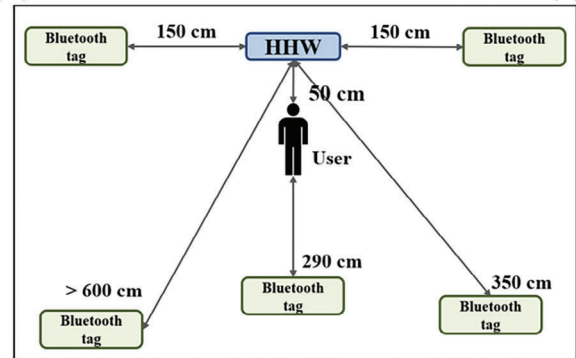 Bluetooth
tag
150 cm
HHW
150 cm
Bluetooth
tag
50 cm
User
290 cm
> 600 cm
350 cm
Bluetooth
tag
Bluetooth
tag
Bluetooth
tag